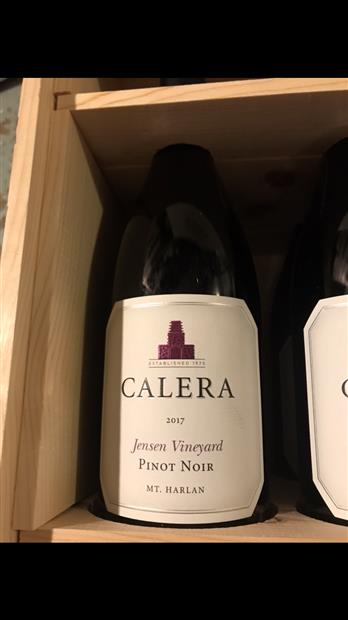 ESTABLISHED 1975
CALERA
2017
Jensen Vineyard
PINOT NOIR
MT. HARLAN
C